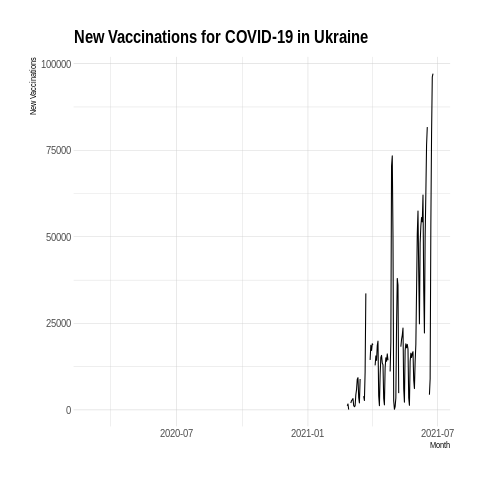 New Vaccinations for COVID-19 in Ukraine
New Vaccinations
100000
75000
50000
25000
0
2020-07 2021-01 2021-07
Month